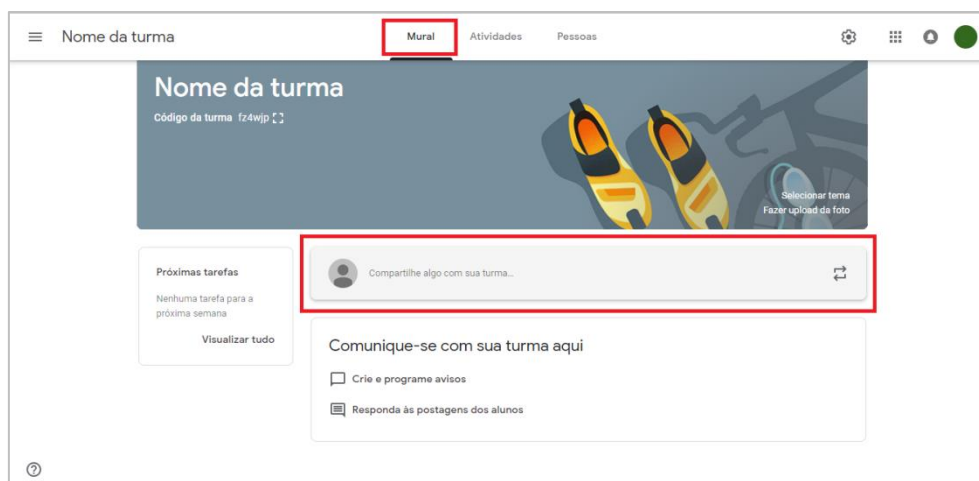 Nome da turma
Mural
Atividades
Pessoas
Nome da turma
Código da turma fz4wjp
Selecionar tema
Fazer upload da foto
Próximas tarefas
Nenhuma tarefa para a
próxima semana
Visualizar tudo
Compartilhe algo com sua turma...
Comunique-se com sua turma aqui
Crie e programe avisos
Responda às postagens dos alunos